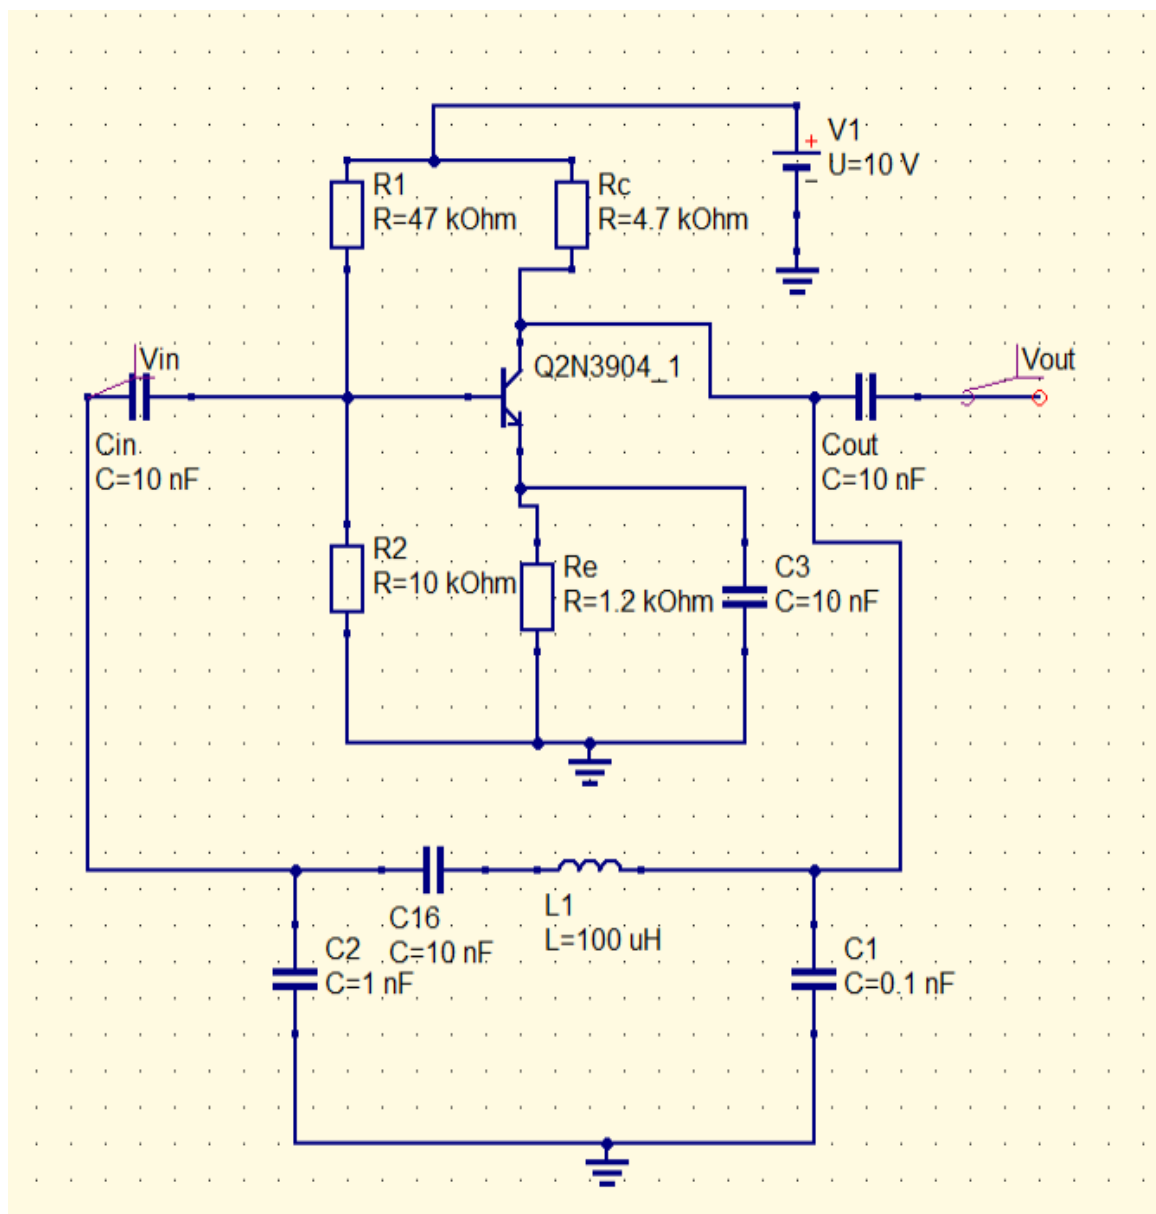 V1
U=10 V
R1
R=47 kOhm
Rc
R=4.7 kOhm
Vin
Q2N3904_1
Vout
Cin
C=10 nF
Cout
C=10 nF
R2
R=10 kOhm
Re
R=1.2 kOhm
C3
C=10 nF
C16
C=10 nF
L1
L=100 uH
C2
C=1 nF
C1
C=0.1 nF